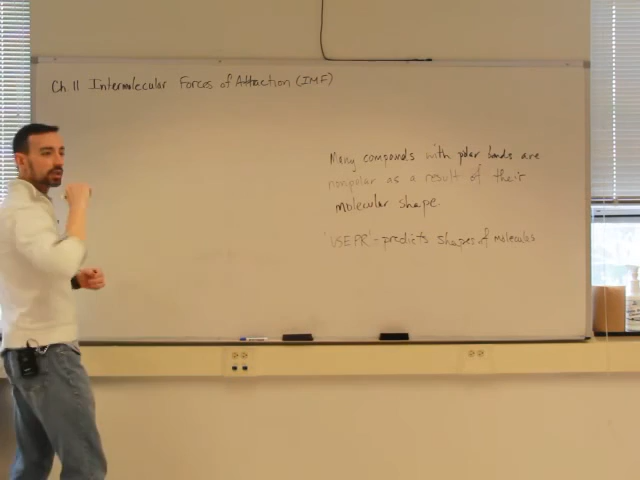 Ch 11 Intermolecular Forces of Attraction (IMF)
Many compounds with polar bonds are
nonpolar as a result of their
molecular shape.
'VSEPR' - predicts shapes of molecules